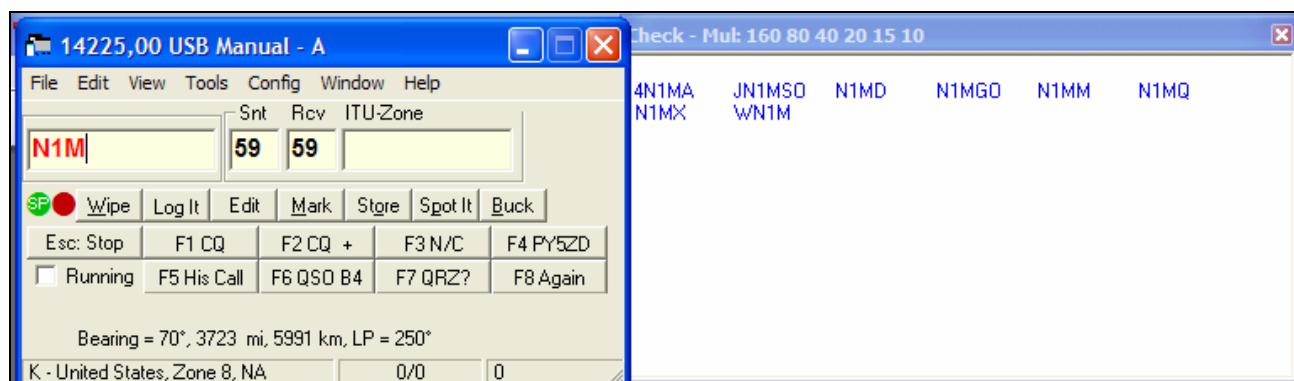 14225,00 USB Manual - A
File Edit View Tools Config Window Help
Snt Rcv ITU-Zone
N1M 59 59
SP Wipe Log It Edit Mark Store Spot It Buck
Esc: Stop F1 CQ F2 CQ + F3 N/C F4 PY5ZD
Running F5 His Call F6 QSO B4 F7 QRZ? F8 Again
Bearing = 70°, 3723 mi, 5991 km, LP = 250°
K - United States, Zone 8, NA 0/0 0
Check - Mul: 160 80 40 20 15 10
4N1MA JN1MSO N1MD N1MGO N1MM N1MQ
N1MX WN1M